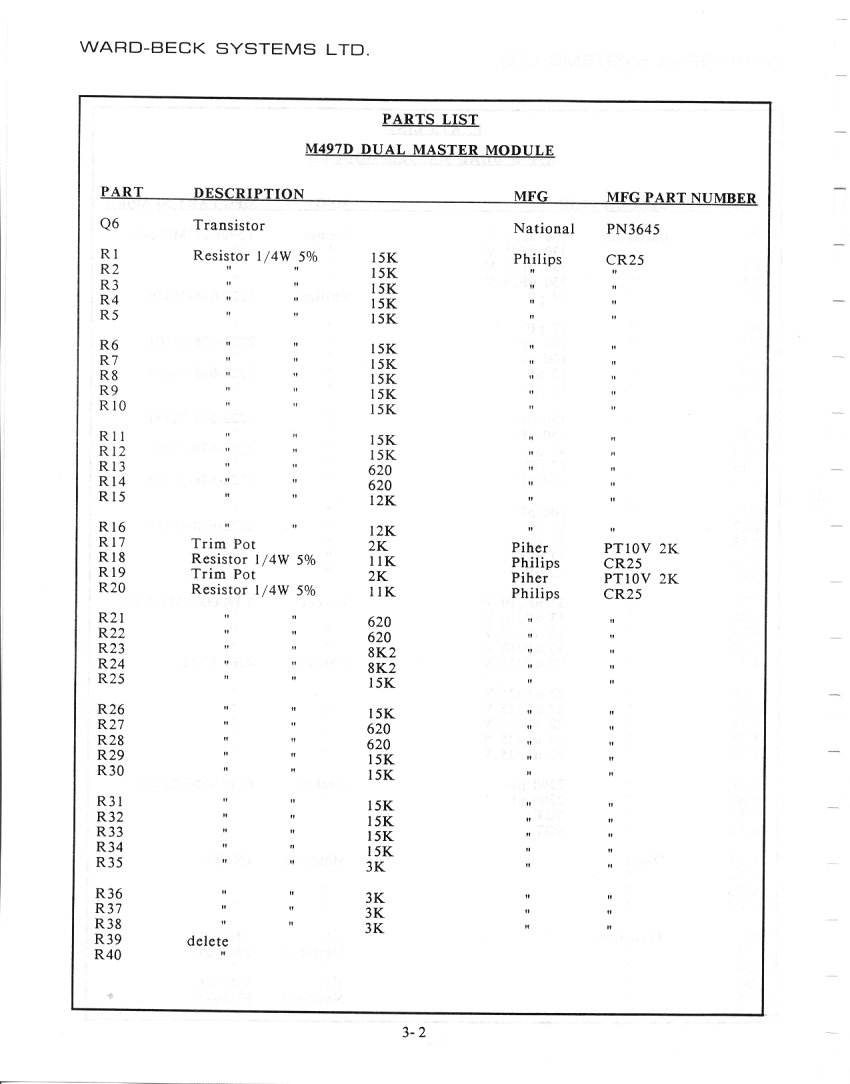 WARD-BECK SYSTEMS LTD.
PARTS LIST
M497D DUAL MASTER MODULE
PART DESCRIPTION MFG MFG PART NUMBER
Q6 Transistor National PN3645
R1 Resistor 1/4W 5% 15K Philips CR25
R2 " " 15K " "
R3 " " 15K " "
R4 " " 15K " "
R5 " " 15K " "
R6 " " 15K " "
R7 " " 15K " "
R8 " " 15K " "
R9 " " 15K " "
R10 " " 15K " "
R11 " " 15K " "
R12 " " 15K " "
R13 " " 620 " "
R14 " " 620 " "
R15 " " 12K " "
R16 " " 12K " "
R17 Trim Pot 2K Piher PT10V 2K
R18 Resistor 1/4W 5% 11K Philips CR25
R19 Trim Pot 2K Piher PT10V 2K
R20 Resistor 1/4W 5% 11K Philips CR25
R21 " " 620 " "
R22 " " 620 " "
R23 " " 8K2 " "
R24 " " 8K2 " "
R25 " " 15K " "
R26 " " 15K " "
R27 " " 620 " "
R28 " " 620 " "
R29 " " 15K " "
R30 " " 15K " "
R31 " " 15K " "
R32 " " 15K " "
R33 " " 15K " "
R34 " " 15K " "
R35 " " 3K " "
R36 " " 3K " "
R37 " " 3K " "
R38 " " 3K " "
R39 delete
R40 "
3-2